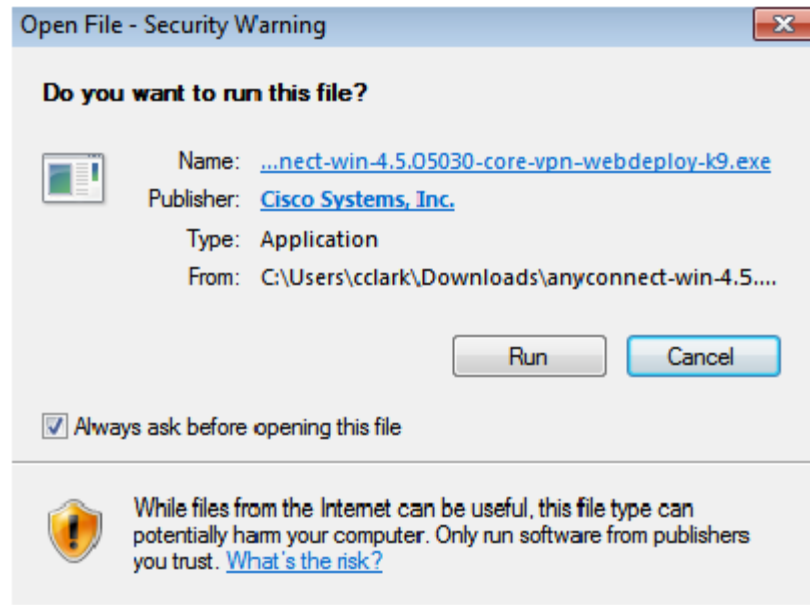 Open File - Security Warning
Do you want to run this file?
Name: ...nect-win-4.5.05030-core-vpn-webdeploy-k9.exe
Publisher: Cisco Systems, Inc.
Type: Application
From: C:\Users\cclark\Downloads\anyconnect-win-4.5....
Run Cancel
Always ask before opening this file
While files from the Internet can be useful, this file type can
potentially harm your computer. Only run software from publishers
you trust. What's the risk?